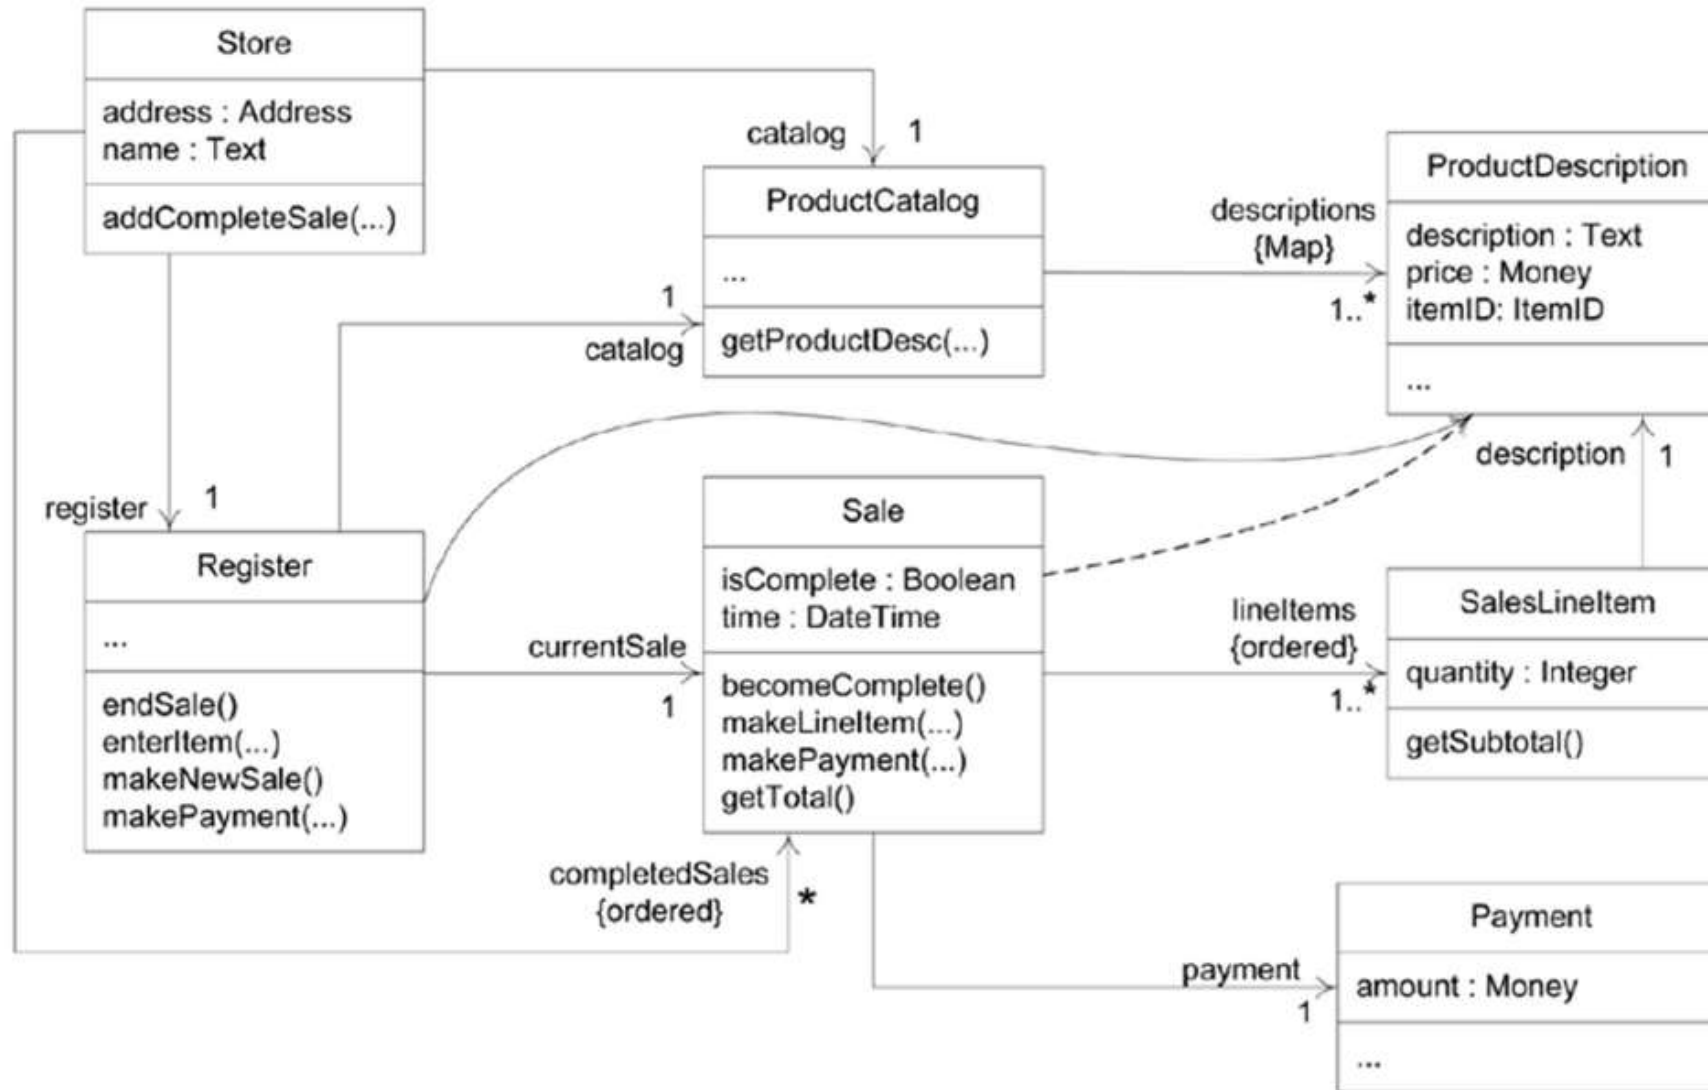 Store
address : Address
name : Text
addCompleteSale(...)
catalog
1
ProductCatalog
...
getProductDesc(...)
1
catalog
descriptions
{Map}
1..*
ProductDescription
description : Text
price : Money
itemID: ItemID
...
description
1
register
1
Register
...
endSale()
enterItem(...)
makeNewSale()
makePayment(...)
currentSale
1
Sale
isComplete : Boolean
time : DateTime
becomeComplete()
makeLineItem(...)
makePayment(...)
getTotal()
lineItems
{ordered}
1..*
SalesLineItem
quantity : Integer
getSubtotal()
completedSales
{ordered}
*
payment
1
Payment
amount : Money
...